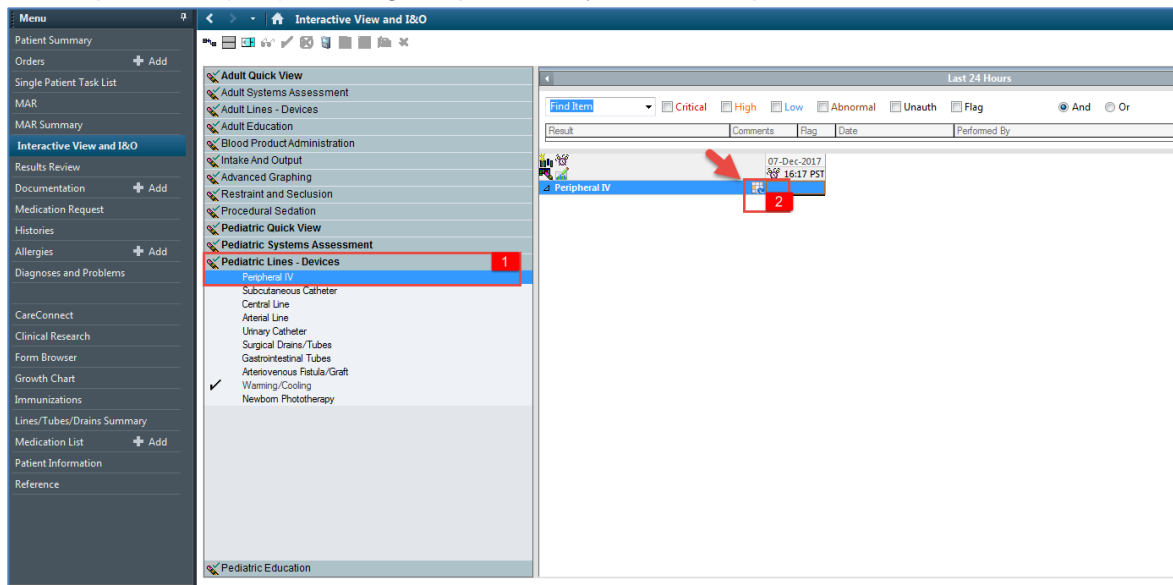 Menu
Interactive View and I&O
Patient Summary
Orders Add
Single Patient Task List
MAR
MAR Summary
Interactive View and I&O
Results Review
Documentation Add
Medication Request
Histories
Allergies Add
Diagnoses and Problems
CareConnect
Clinical Research
Form Browser
Growth Chart
Immunizations
Lines/Tubes/Drains Summary
Medication List Add
Patient Information
Reference
Adult Quick View
Adult Systems Assessment
Adult Lines - Devices
Adult Education
Blood Product Administration
Intake And Output
Advanced Graphing
Restraint and Seclusion
Procedural Sedation
Pediatric Quick View
Pediatric Systems Assessment
Pediatric Lines - Devices 1
Peripheral IV
Subcutaneous Catheter
Central Line
Arterial Line
Urinary Catheter
Surgical Drains/Tubes
Gastrointestinal Tubes
Arteriovenous Fistula/Graft
Warming/Cooling
Newborn Phototherapy
Pediatric Education
Last 24 Hours
Find Item Critical High Low Abnormal Unauth Flag And Or
Result Comments Flag Date Performed By
07-Dec-2017
16:17 PST
Peripheral IV
2